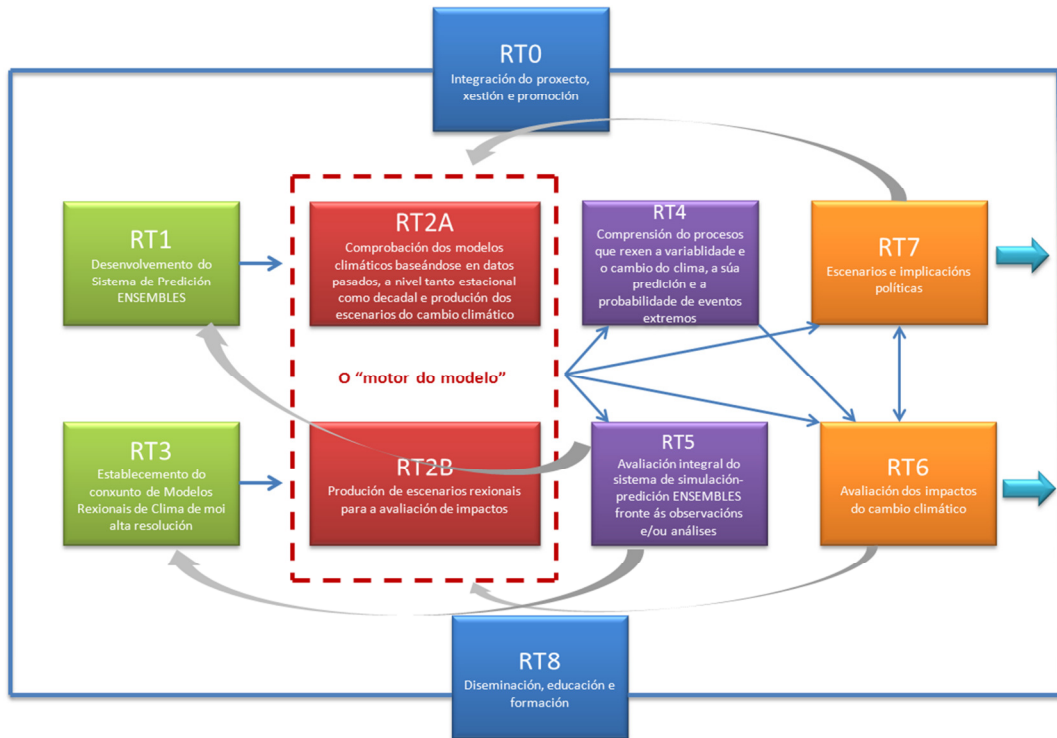 RT0
Integración do proxecto,
xestión e promoción
RT1
Desenvolvemento do
Sistema de Predición
ENSEMBLES
RT2A
Comprobación dos modelos
climáticos baseándose en datos
pasados, a nivel tanto estacional
como decadal e produción dos
escenarios do cambio climático
RT4
Comprensión do procesos
que rexen a variablidade e o
o cambio do clima, a súa
predición e a
probabilidade de eventos
extremos
RT7
Escenarios e implicacións
políticas
O “motor do modelo”
RT3
Establecemento do
conxunto de Modelos
Rexionais de Clima de moi
alta resolución
RT2B
Produción de escenarios rexionais
para a avaliación de impactos
RT5
Avaliación integral do
sistema de simulación-
predición ENSEMBLES
fronte ás observacións
e/ou análises
RT6
Avaliación dos impactos
do cambio climático
RT8
Diseminación, educación e
formación